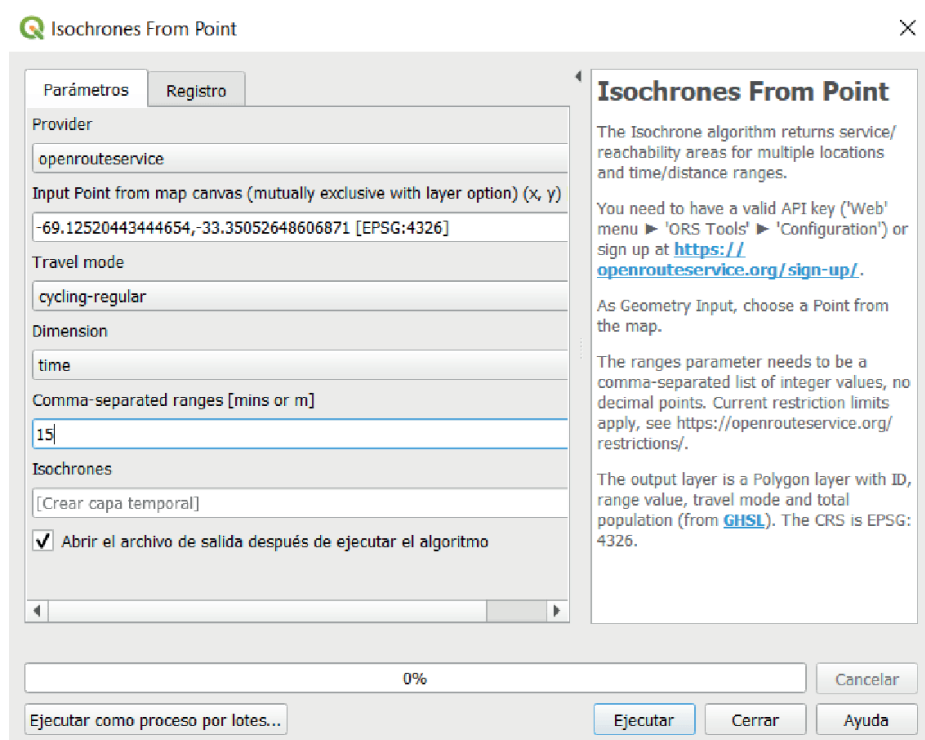 Isochrones From Point
Parámetros
Registro
Provider
openrouteservice
Input Point from map canvas (mutually exclusive with layer option) (x, y)
-69.12520443444654,-33.35052648606871 [EPSG:4326]
Travel mode
cycling-regular
Dimension
time
Comma-separated ranges [mins or m]
15
Isochrones
[Crear capa temporal]
Abrir el archivo de salida después de ejecutar el algoritmo
Isochrones From Point
The Isochrone algorithm returns service/
reachability areas for multiple locations
and time/distance ranges.
You need to have a valid API key ('Web'
menu ► 'ORS Tools' ► 'Configuration') or
sign up at https://
openrouteservice.org/sign-up/.
As Geometry Input, choose a Point from
the map.
The ranges parameter needs to be a
comma-separated list of integer values, no
decimal points. Current restriction limits
apply, see https://openrouteservice.org/
restrictions/.
The output layer is a Polygon layer with ID,
range value, travel mode and total
population (from GHSL). The CRS is EPSG:
4326.
0%
Cancelar
Ejecutar como proceso por lotes...
Ejecutar
Cerrar
Ayuda